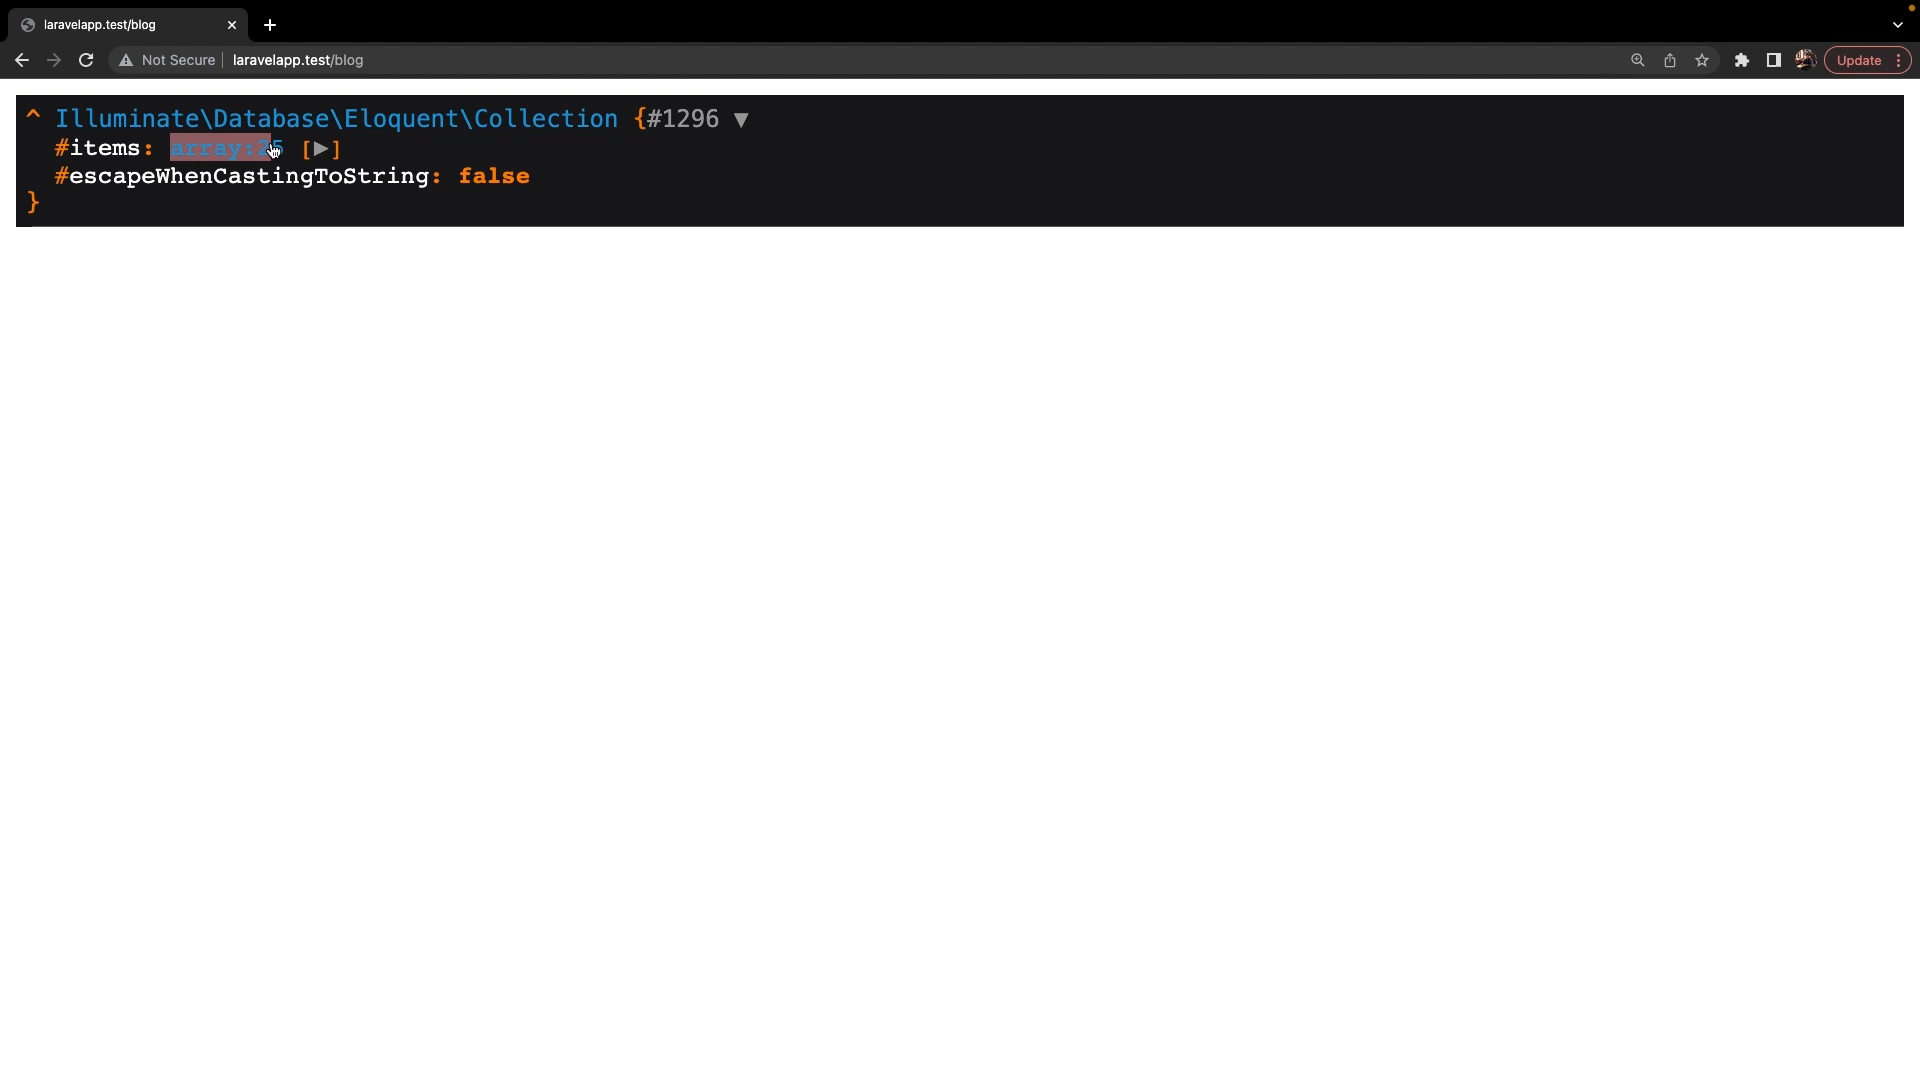 laravelapp.test/blog
Not Secure laravelapp.test/blog Update
^ Illuminate\Database\Eloquent\Collection {#1296 ▼
#items: array:25 [▶]
#escapeWhenCastingToString: false
}